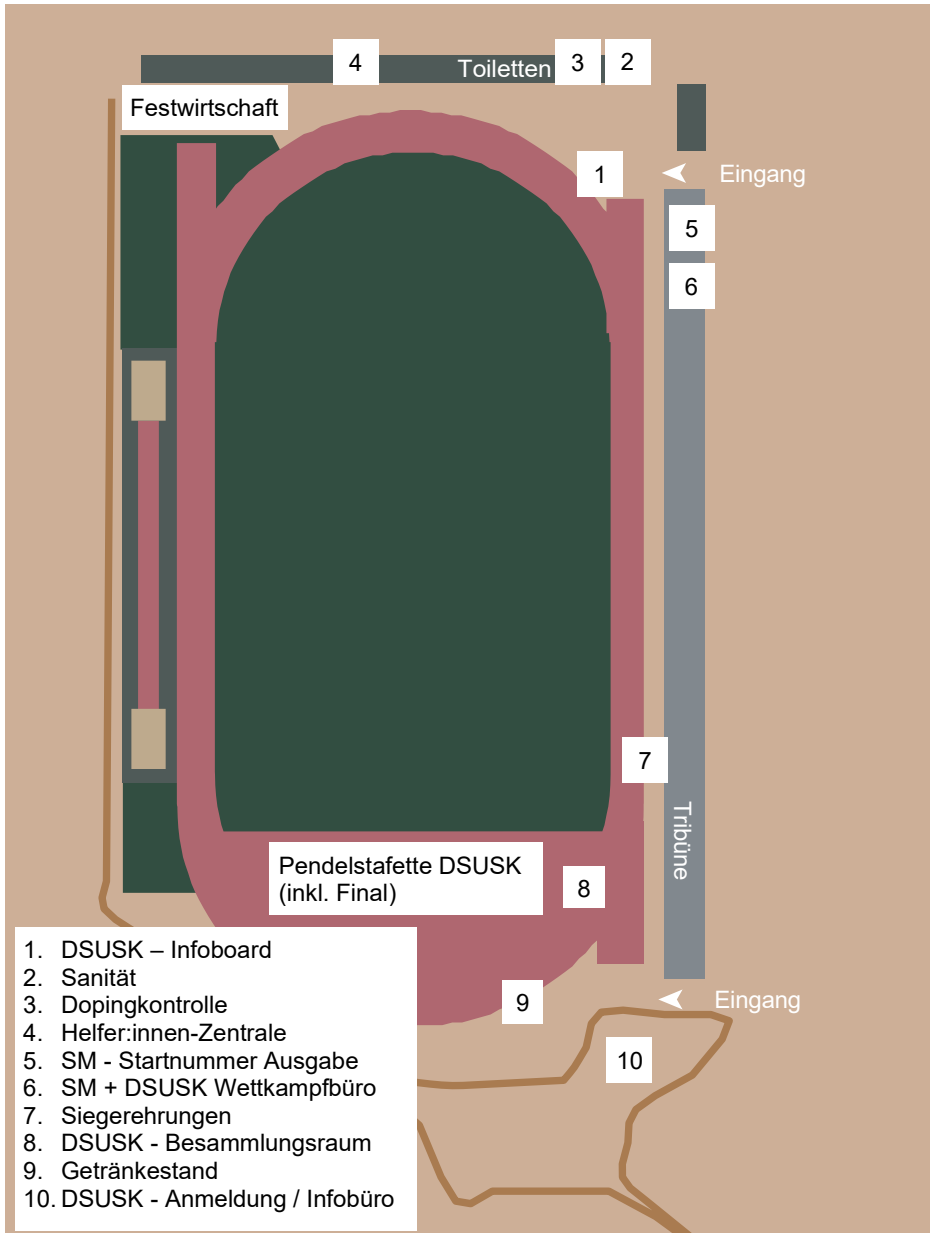 4
Toiletten
3
2
Festwirtschaft
1
Eingang
5
6
7
Tribüne
Pendelstafette DSUSK
(inkl. Final)
8
9
Eingang
10
1. DSUSK – Infoboard
2. Sanität
3. Dopingkontrolle
4. Helfer:innen-Zentrale
5. SM - Startnummer Ausgabe
6. SM + DSUSK Wettkampfbüro
7. Siegerehrungen
8. DSUSK - Besammlungsraum
9. Getränkestand
10. DSUSK - Anmeldung / Infobüro